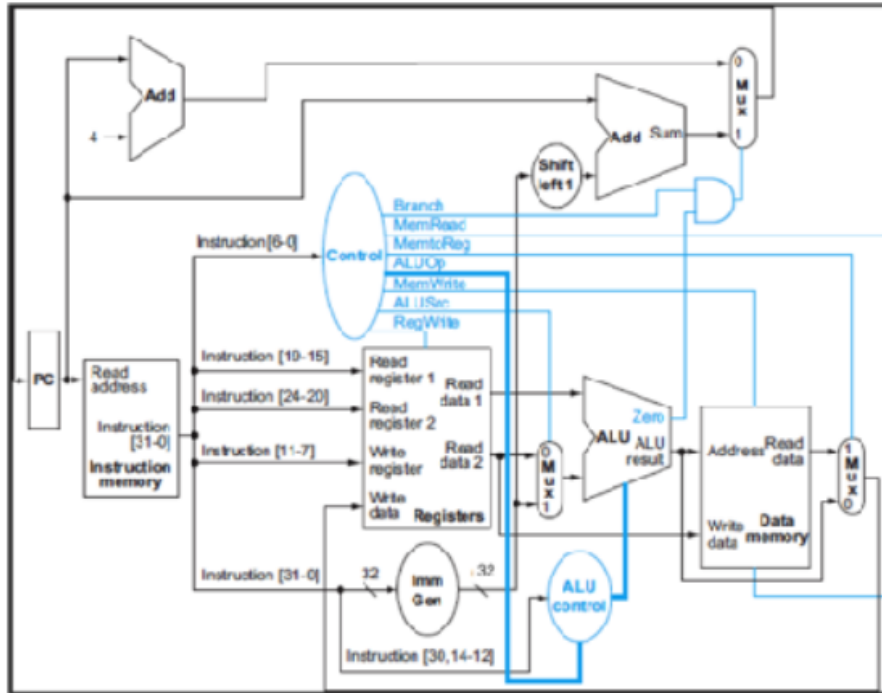 Add
4
0
Mux
1
Add Sum
Shift
left 1
Branch
MemRead
MemtoReg
ALUOp
MemWrite
ALUSrc
RegWrite
Control
Instruction [6-0]
PC
Read
address
Instruction
[31-0]
Instruction
memory
Instruction [19-15]
Instruction [24-20]
Instruction [11-7]
Instruction [31-0]
Read
register 1
Read
data 1
Read
register 2
Write
register
Read
data 2
Write
data
Registers
0
Mux
1
Zero
ALU
ALU
result
Address
Read
data
Write
data
Data
memory
1
Mux
0
32
Imm
Gen
32
ALU
control
Instruction [30,14-12]